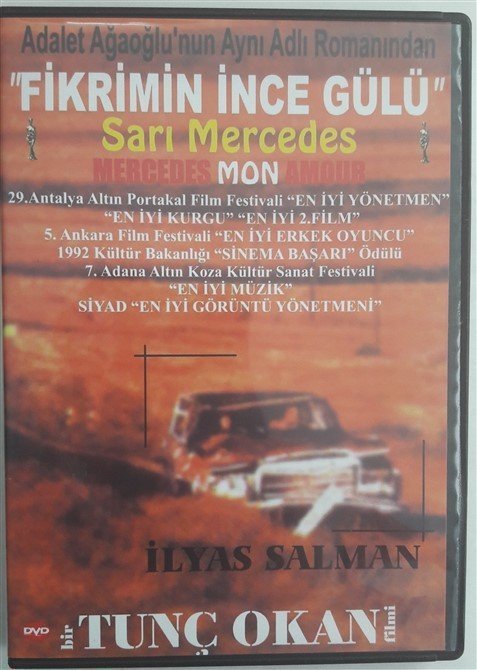 Adalet Ağaoğlu'nun Aynı Adlı Romanından
"FİKRİMİN İNCE GÜLÜ"
Sarı Mercedes
MERCEDES MON AMOUR
29.Antalya Altın Portakal Film Festivali “EN İYİ YÖNETMEN”
“EN İYİ KURGU” “EN İYİ 2.FİLM”
5. Ankara Film Festivali “EN İYİ ERKEK OYUNCU”
1992 Kültür Bakanlığı “SİNEMA BAŞARI” Ödülü
7. Adana Altın Koza Kültür Sanat Festivali
“EN İYİ MÜZİK”
SİYAD “EN İYİ GÖRÜNTÜ YÖNETMENİ”
İLYAS SALMAN
DVD
bir TUNÇ OKAN filmi